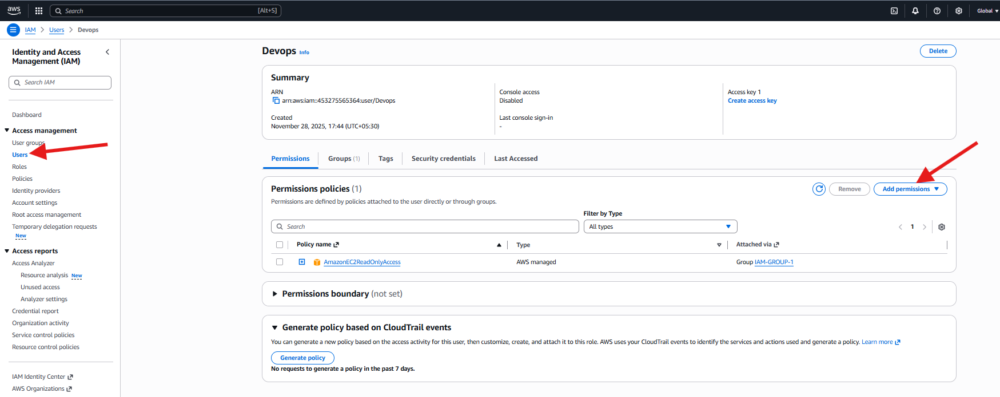 aws
Search [Alt+S]
Global
IAM > Users > Devops
Identity and Access
Management (IAM)
Search IAM
Dashboard
Access management
User groups
Users
Roles
Policies
Identity providers
Account settings
Root access management
Temporary delegation requests
New
Access reports
Access Analyzer
Resource analysis New
Unused access
Analyzer settings
Credential report
Organization activity
Service control policies
Resource control policies
IAM Identity Center
AWS Organizations
Devops Info
Delete
Summary
ARN
arn:aws:iam::453275565364:user/Devops
Created
November 28, 2025, 17:44 (UTC+05:30)
Console access
Disabled
Last console sign-in
-
Access key 1
Create access key
Permissions
Groups (1)
Tags
Security credentials
Last Accessed
Permissions policies (1)
Remove
Add permissions
Permissions are defined by policies attached to the user directly or through groups.
Filter by Type
Search
All types
1
Policy name
Type
Attached via
AmazonEC2ReadOnlyAccess
AWS managed
Group IAM-GROUP-1
Permissions boundary (not set)
Generate policy based on CloudTrail events
You can generate a new policy based on the access activity for this user, then customize, create, and attach it to this role. AWS uses your CloudTrail events to identify the services and actions used and generate a policy. Learn more
Generate policy
No requests to generate a policy in the past 7 days.